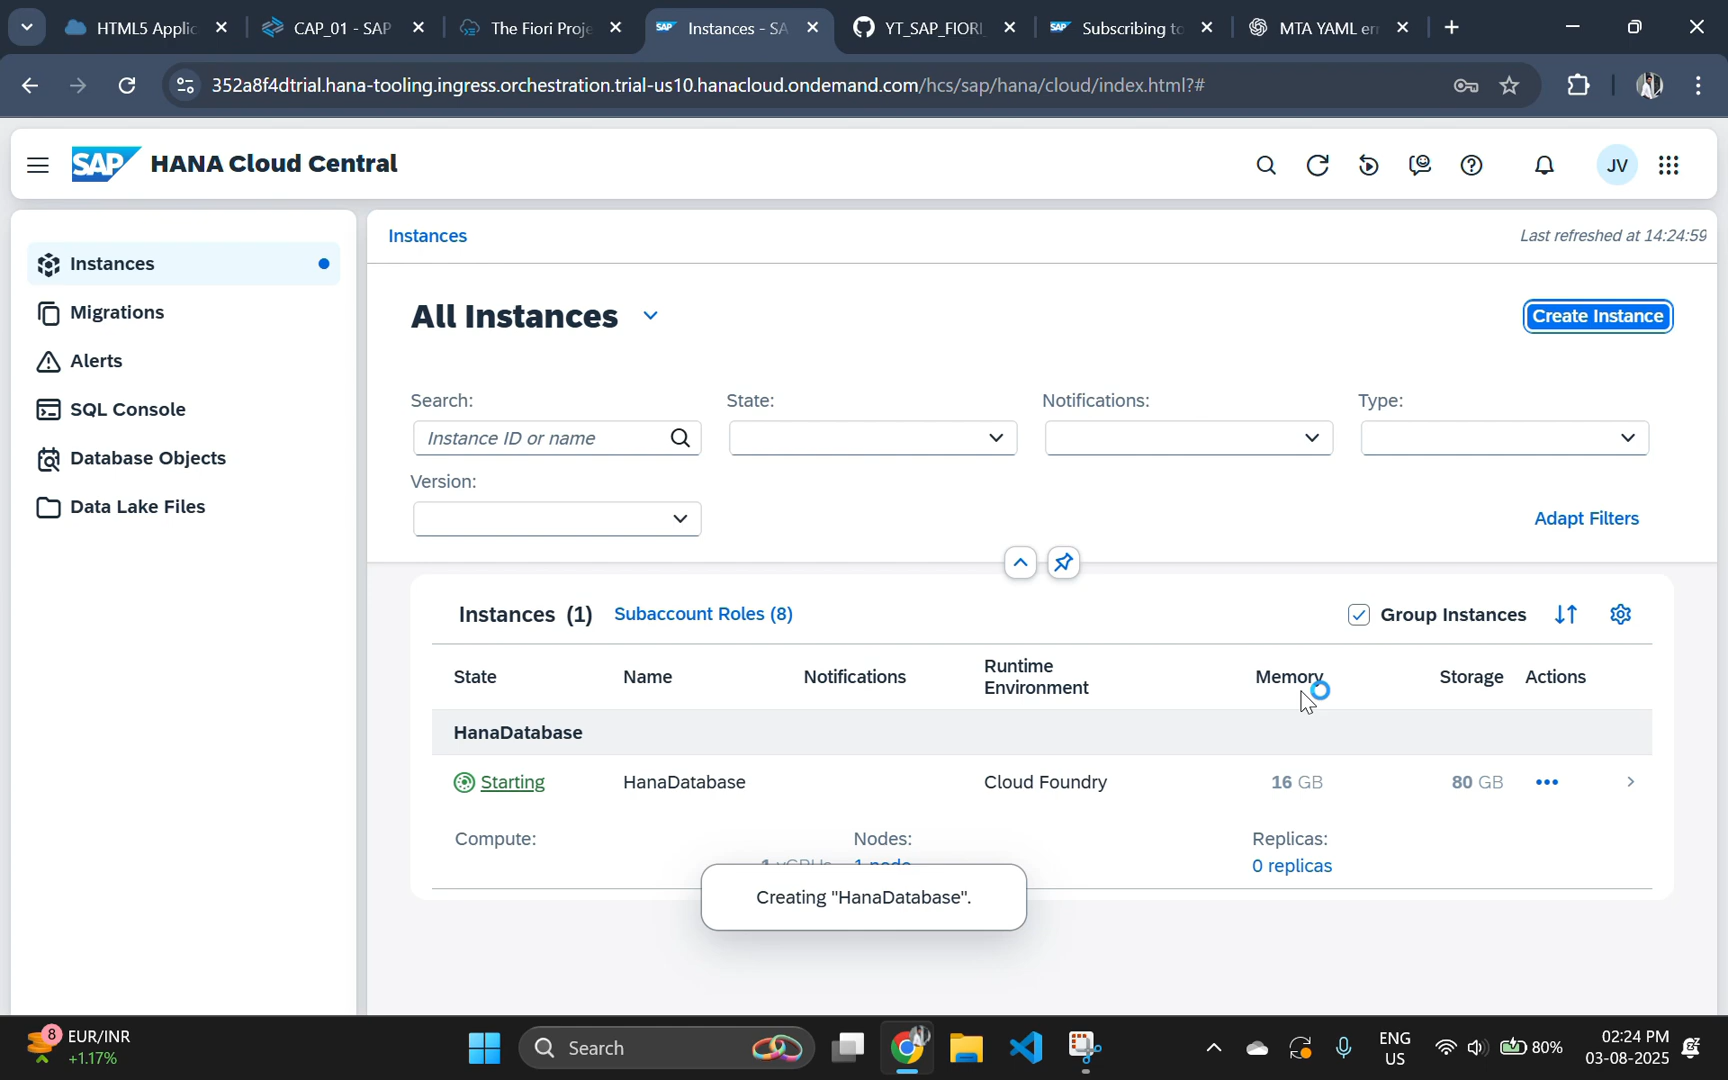 HTML5 Applic
CAP_01 - SAP
The Fiori Proje
Instances - SA
YT_SAP_FIORI_
Subscribing to
MTA YAML er
352a8f4dtrial.hana-tooling.ingress.orchestration.trial-us10.hanacloud.ondemand.com/hcs/sap/hana/cloud/index.html?#
SAP HANA Cloud Central
JV
Instances
Migrations
Alerts
SQL Console
Database Objects
Data Lake Files
Instances
Last refreshed at 14:24:59
All Instances
Create Instance
Search:
State:
Notifications:
Type:
Instance ID or name
Version:
Adapt Filters
Instances (1) Subaccount Roles (8)
Group Instances
State
Name
Notifications
Runtime Environment
Memory
Storage
Actions
HanaDatabase
Starting
HanaDatabase
Cloud Foundry
16 GB
80 GB
Compute:
Nodes:
Replicas:
1 vCPUs
1 node
0 replicas
Creating "HanaDatabase".
8
EUR/INR
+1.17%
Search
ENG
US
80%
02:24 PM
03-08-2025